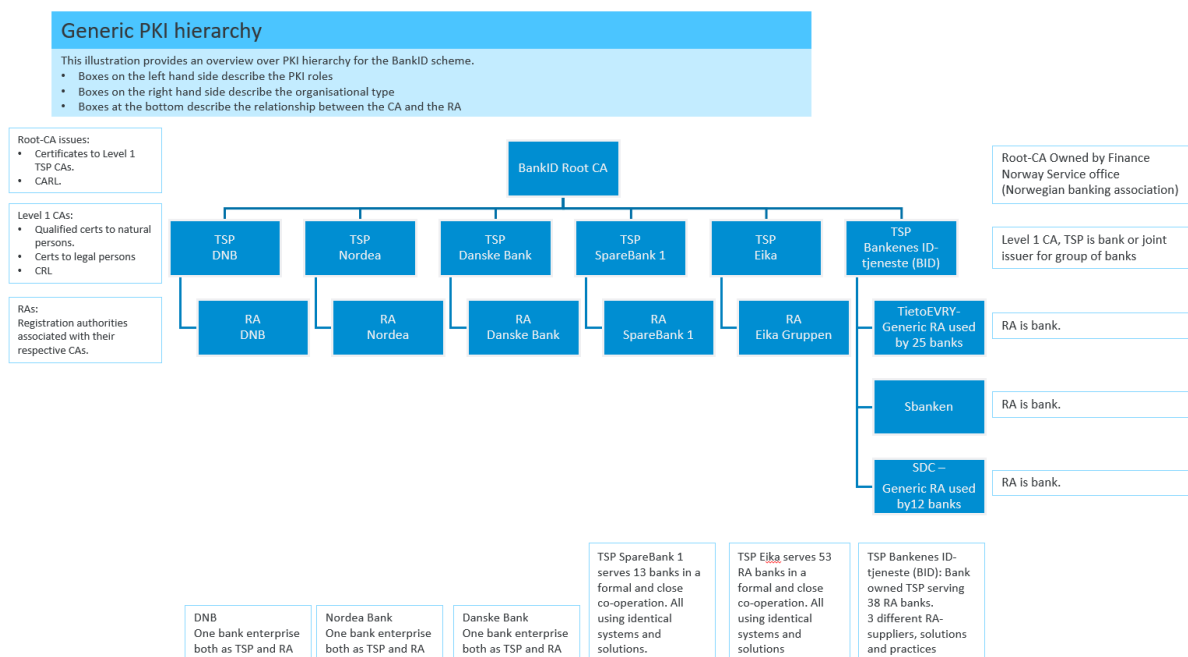 Generic PKI hierarchy
This illustration provides an overview over PKI hierarchy for the BankID scheme.
• Boxes on the left hand side describe the PKI roles
• Boxes on the right hand side describe the organisational type
• Boxes at the bottom describe the relationship between the CA and the RA
Root-CA issues:
• Certificates to Level 1
TSP CAs.
• CARL.
BankID Root CA
Root-CA Owned by Finance
Norway Service office
(Norwegian banking association)
Level 1 CAs:
• Qualified certs to natural
persons.
• Certs to legal persons
• CRL
TSP
DNB
TSP
Nordea
TSP
Danske Bank
TSP
SpareBank 1
TSP
Eika
TSP
Bankenes ID-
tjeneste (BID)
Level 1 CA, TSP is bank or joint
issuer for group of banks
RAs:
Registration authorities
associated with their
respective CAs.
RA
DNB
RA
Nordea
RA
Danske Bank
RA
SpareBank 1
RA
Eika Gruppen
TietoEVRY-
Generic RA used
by 25 banks
RA is bank.
Sbanken
RA is bank.
SDC –
Generic RA used
by12 banks
RA is bank.
DNB
One bank enterprise
both as TSP and RA
Nordea Bank
One bank enterprise
both as TSP and RA
Danske Bank
One bank enterprise
both as TSP and RA
TSP SpareBank 1
serves 13 banks in a
formal and close
co-operation. All
using identical
systems and
solutions.
TSP Eika serves 53
RA banks in a
formal and close
co-operation. All
using identical
systems and
solutions
TSP Bankenes ID-
tjeneste (BID): Bank
owned TSP serving
38 RA banks.
3 different RA-
suppliers, solutions
and practices